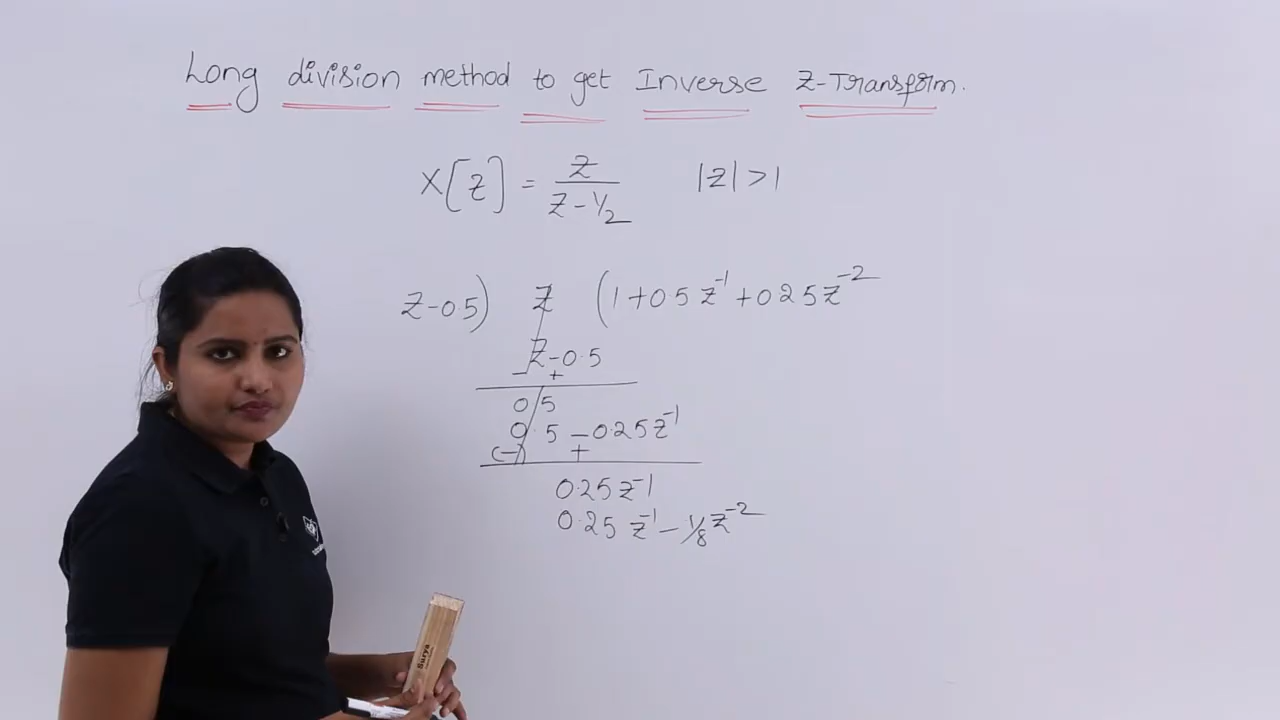 Long division method to get Inverse Z-Transform.
X[Z] = Z / (Z - 1/2) |Z| > 1
Z-0.5) Z (1+0.5Z⁻¹+0.25Z⁻²
Z-0.5
- +
0.5
0.5 -0.25Z⁻¹
(-) +
0.25Z⁻¹
0.25 Z⁻¹ - 1/8 Z⁻²
Surya